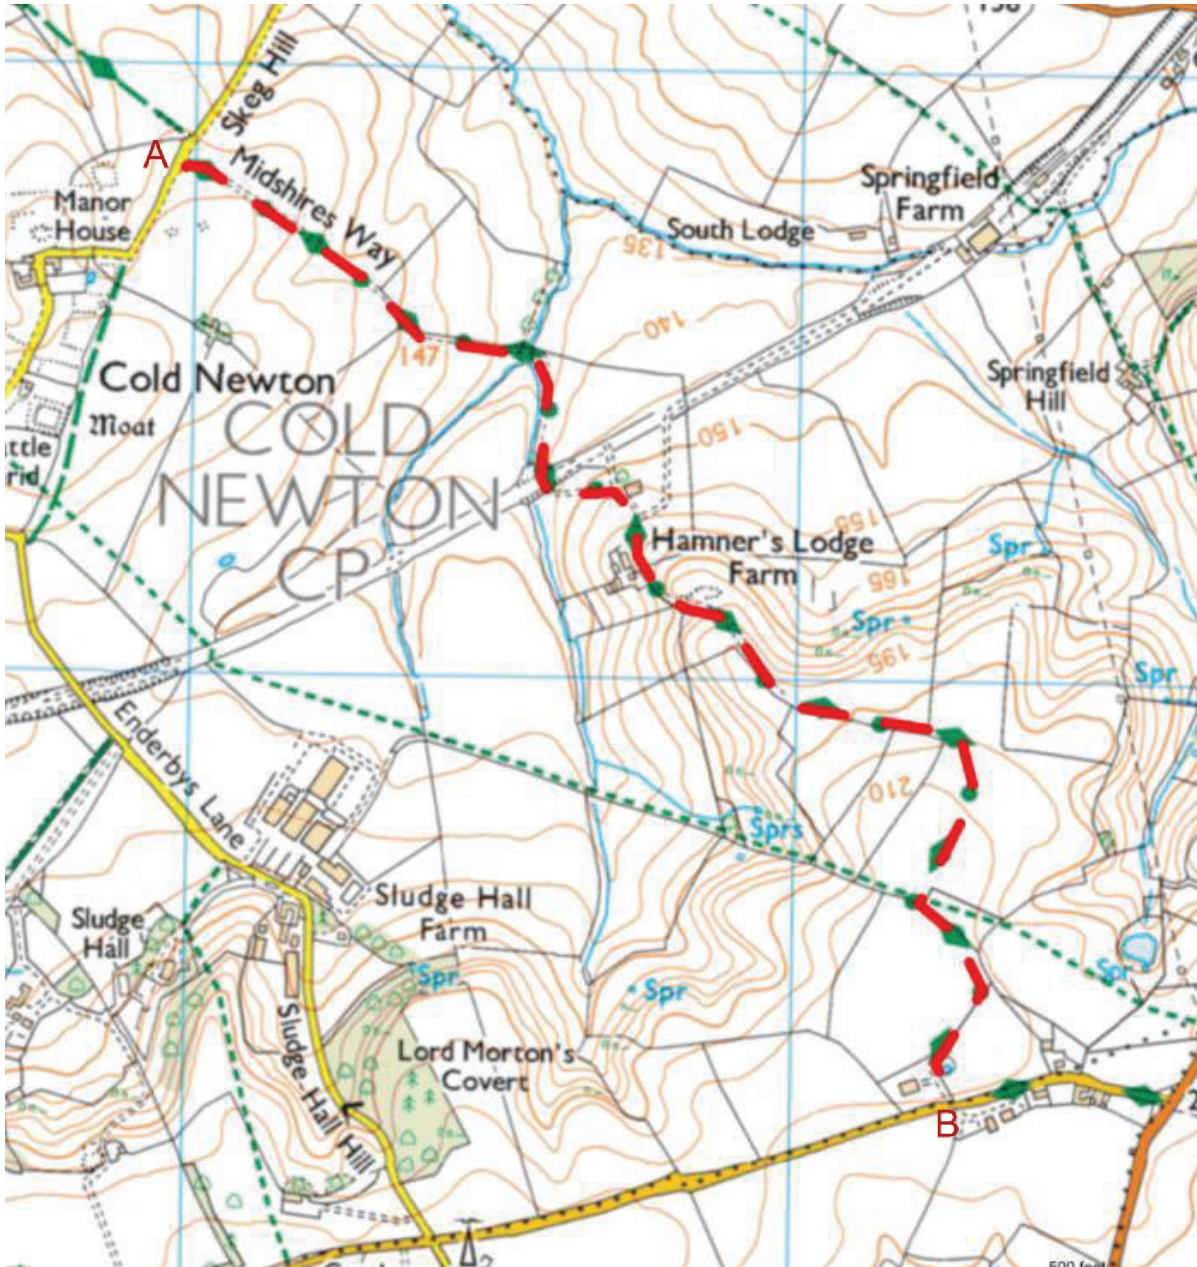 Skeg Hill
A
Midshires Way
Manor
House
Springfield
Farm
South Lodge
135
140
147
Cold Newton
Moat
COLD
NEWTON
CP
Springfield
Hill
150
155
Hamner's Lodge
Farm
165
Spr
Spr
195
Spr
Enderbys Lane
210
Sprs
Sludge Hall
Farm
Sludge
Hall
Spr
Spr
Spr
Sludge Hall Hill
Lord Morton's
Covert
B